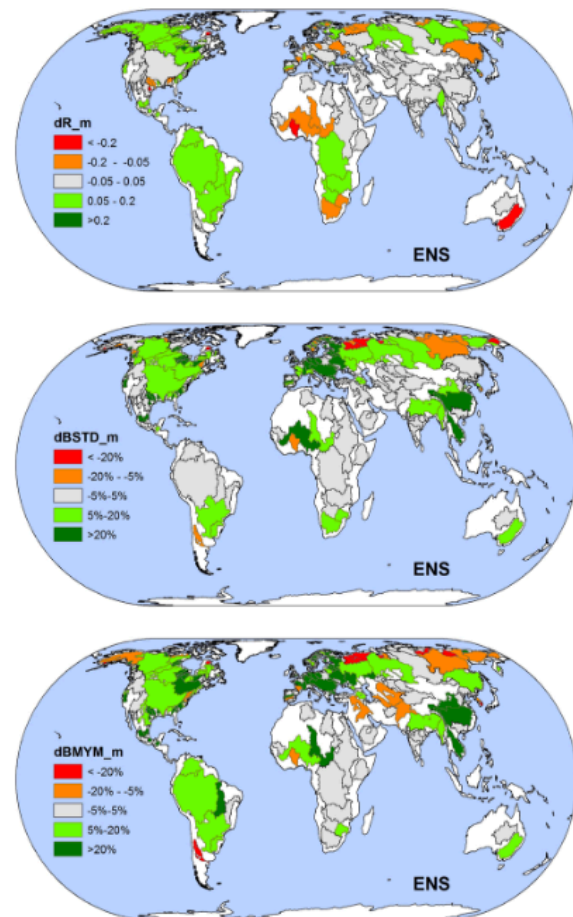 dR_m
< -0.2
-0.2 - -0.05
-0.05 - 0.05
0.05 - 0.2
>0.2
ENS
dBSTD_m
< -20%
-20% - -5%
-5%-5%
5%-20%
>20%
ENS
dBMYM_m
< -20%
-20% - -5%
-5%-5%
5%-20%
>20%
ENS